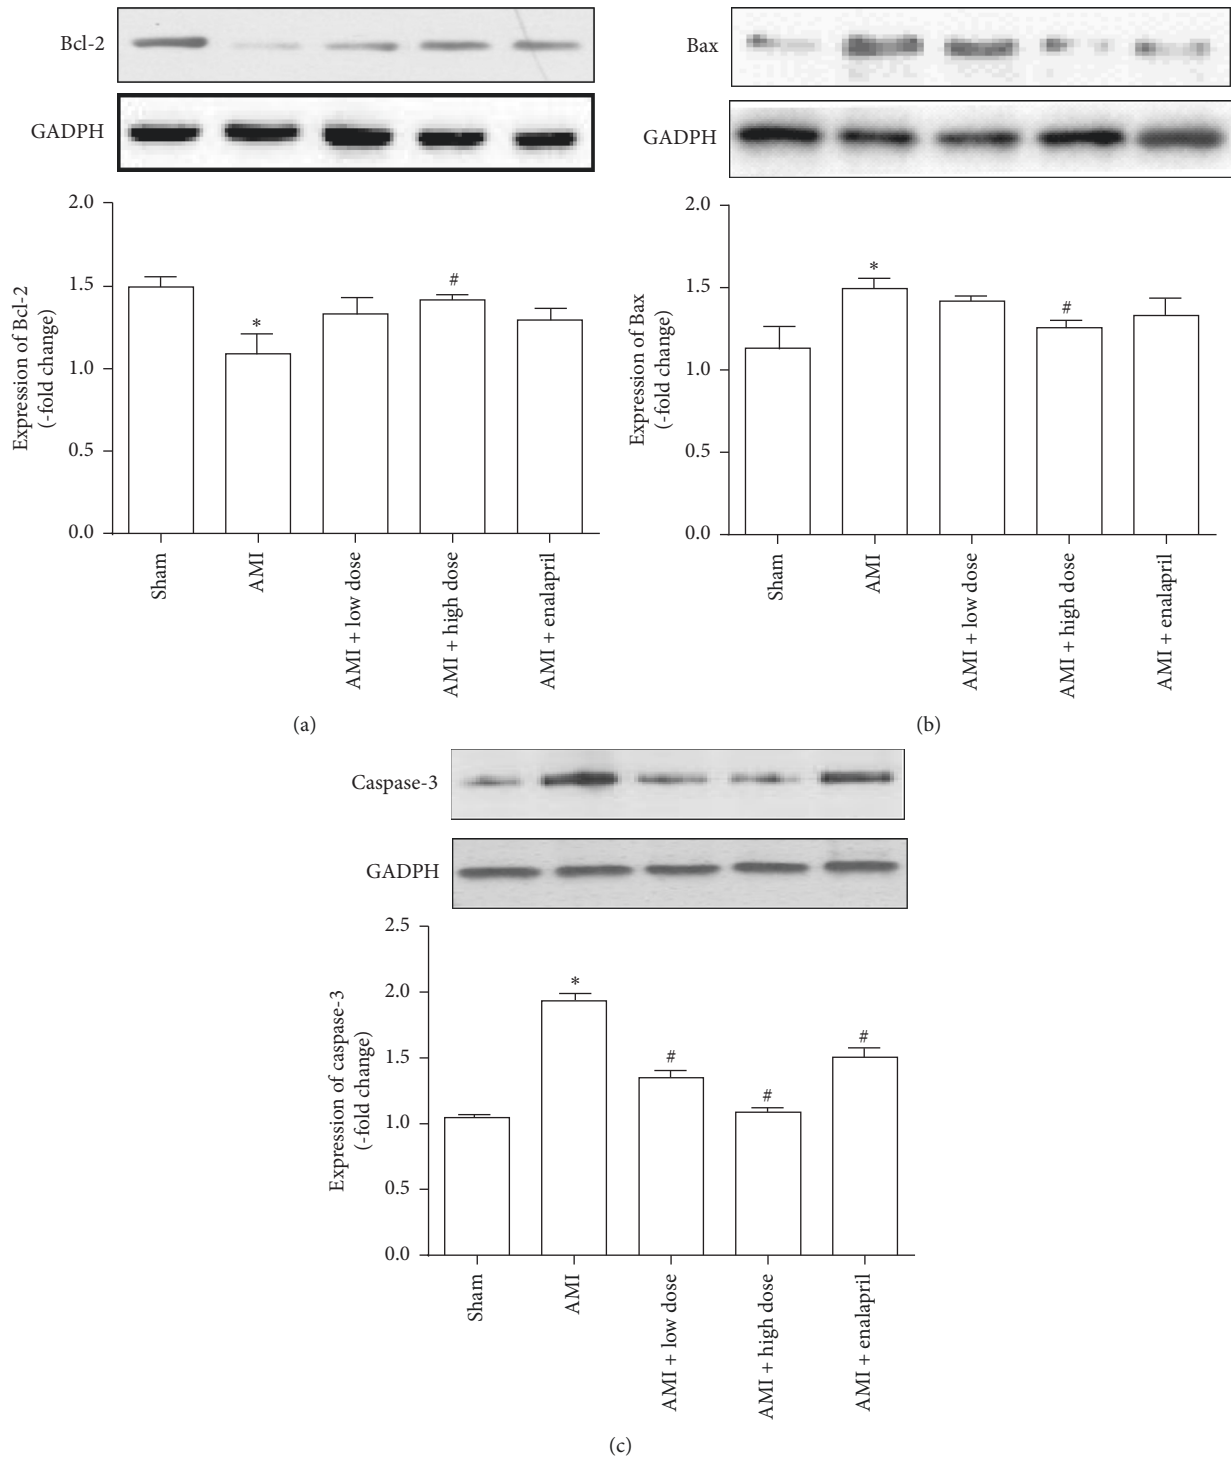 Bcl-2
GADPH
Expression of Bcl-2
(-fold change)
2.0
1.5
1.0
0.5
0.0
*
#
Sham
AMI
AMI + low dose
AMI + high dose
AMI + enalapril
(a)
Bax
GADPH
Expression of Bax
(-fold change)
2.0
1.5
1.0
0.5
0.0
*
#
Sham
AMI
AMI + low dose
AMI + high dose
AMI + enalapril
(b)
Caspase-3
GADPH
Expression of caspase-3
(-fold change)
2.5
2.0
1.5
1.0
0.5
0.0
*
#
#
#
Sham
AMI
AMI + low dose
AMI + high dose
AMI + enalapril
(c)